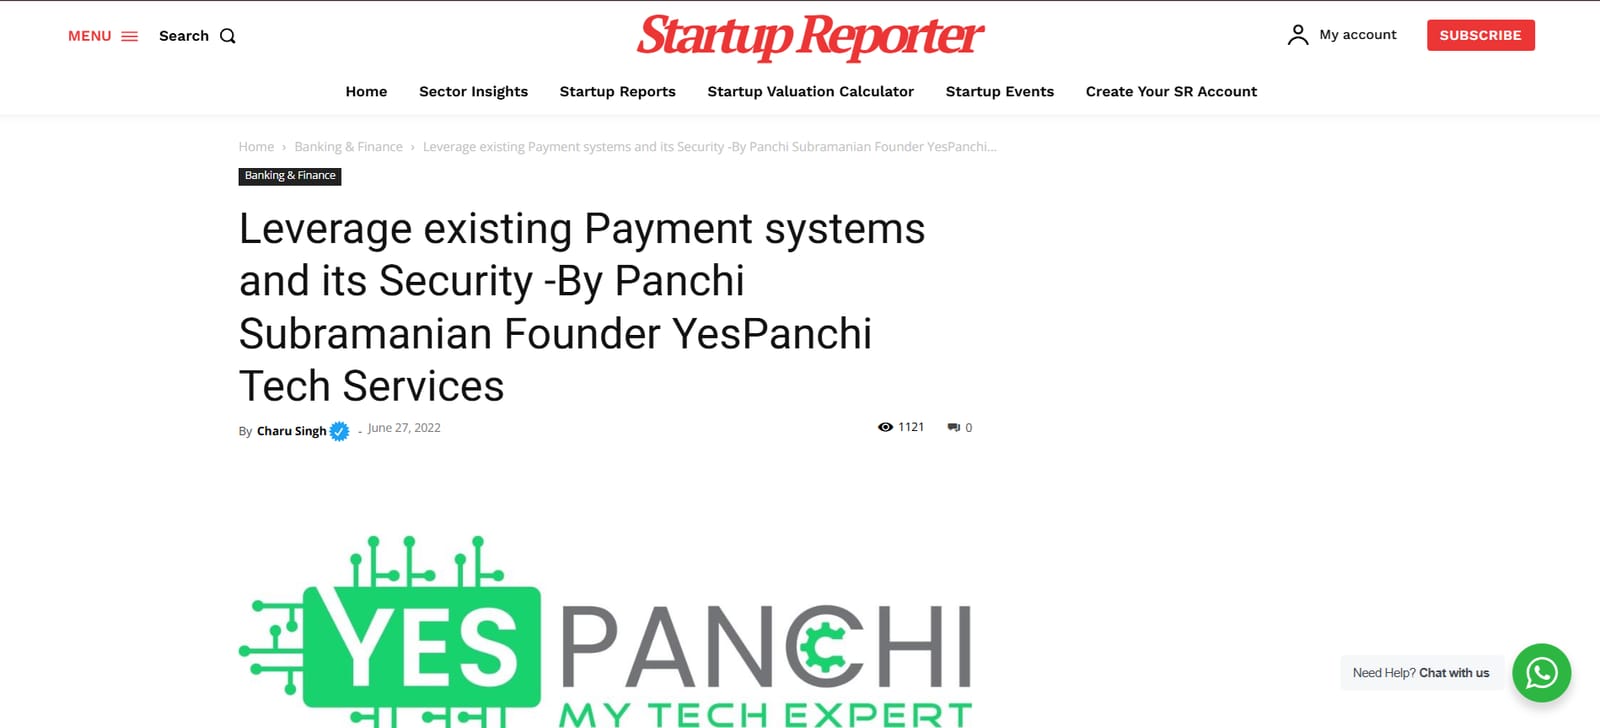 MENU
Search
Startup Reporter
My account
SUBSCRIBE
Home
Sector Insights
Startup Reports
Startup Valuation Calculator
Startup Events
Create Your SR Account
Home › Banking & Finance › Leverage existing Payment systems and its Security -By Panchi Subramanian Founder YesPanchi...
Banking & Finance
Leverage existing Payment systems
and its Security -By Panchi
Subramanian Founder YesPanchi
Tech Services
By Charu Singh - June 27, 2022
1121
0
YES PANCHI
MY TECH EXPERT
Need Help? Chat with us